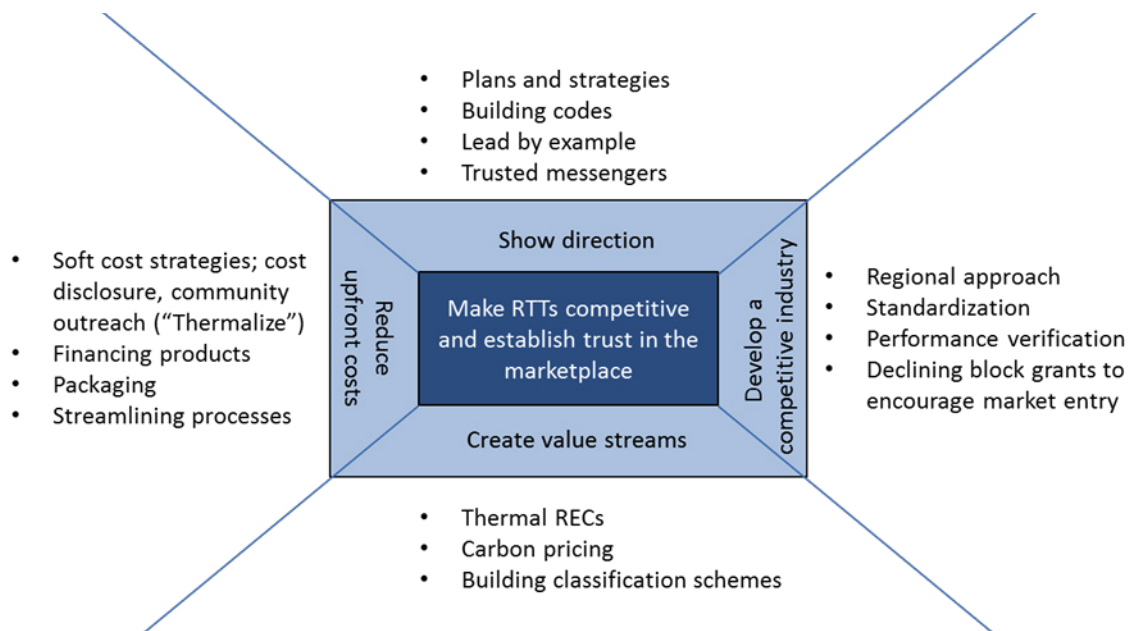 • Plans and strategies
• Building codes
• Lead by example
• Trusted messengers
Show direction
• Soft cost strategies; cost
disclosure, community
outreach (“Thermalize”)
• Financing products
• Packaging
• Streamlining processes
Reduce
upfront costs
Make RTTs competitive
and establish trust in the
marketplace
Develop a
competitive industry
• Regional approach
• Standardization
• Performance verification
• Declining block grants to
encourage market entry
Create value streams
• Thermal RECs
• Carbon pricing
• Building classification schemes